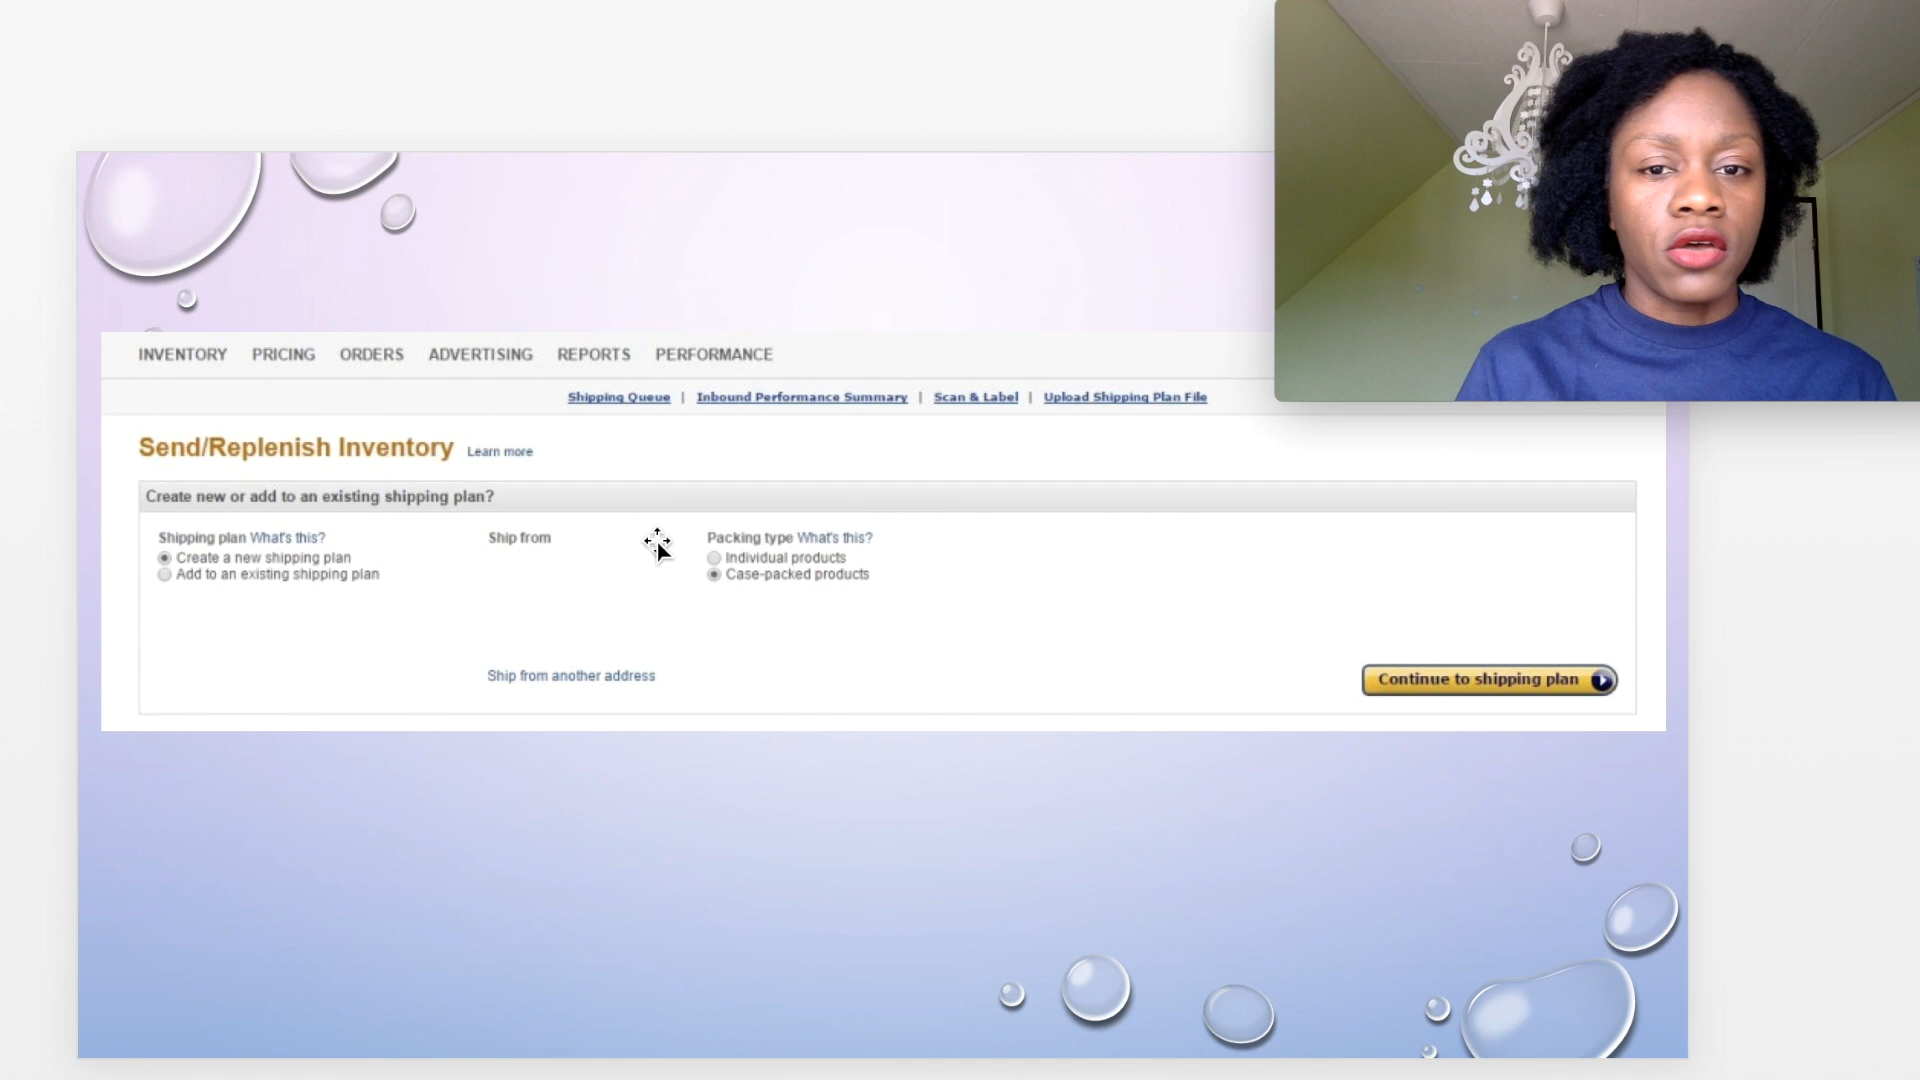 INVENTORY PRICING ORDERS ADVERTISING REPORTS PERFORMANCE
Shipping Queue | Inbound Performance Summary | Scan & Label | Upload Shipping Plan File
Send/Replenish Inventory Learn more
Create new or add to an existing shipping plan?
Shipping plan What's this? Ship from Packing type What's this?
Create a new shipping plan Individual products
Add to an existing shipping plan Case-packed products
Ship from another address Continue to shipping plan